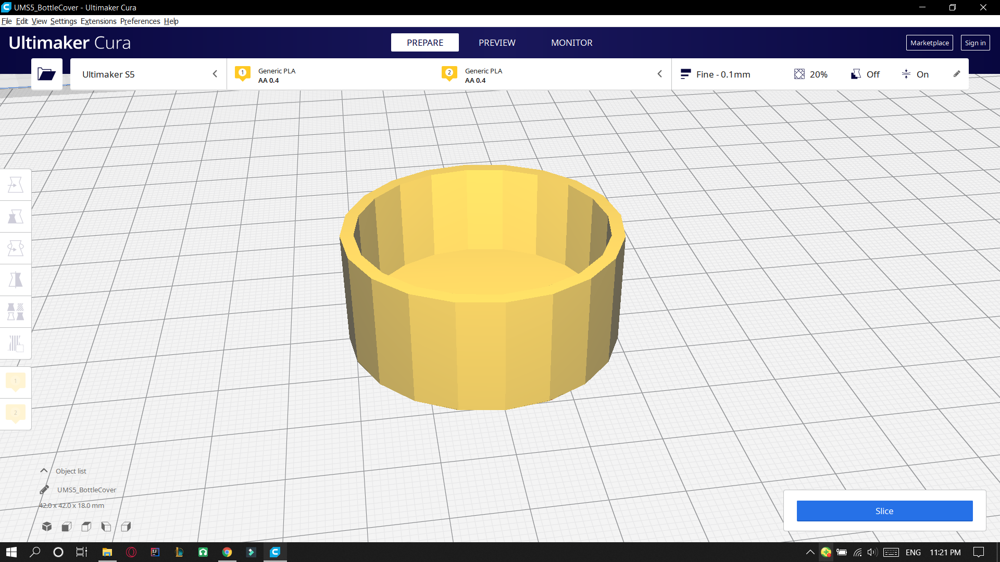 UMS5_BottleCover - Ultimaker Cura
File Edit View Settings Extensions Preferences Help
Ultimaker Cura
PREPARE
PREVIEW
MONITOR
Marketplace
Sign in
Ultimaker S5
1
Generic PLA
AA 0.4
2
Generic PLA
AA 0.4
Fine - 0.1mm
20%
Off
On
1
2
Object list
UMS5_BottleCover
42.0 x 42.0 x 18.0 mm
Slice
ENG
11:21 PM